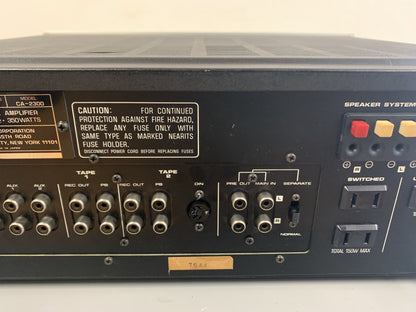 MODEL
CA-2300
AMPLIFIER
350WATTS
CORPORATION
ROAD
CITY, NEW YORK 11101
IN JAPAN
CAUTION: FOR CONTINUED
PROTECTION AGAINST FIRE HAZARD,
REPLACE ANY FUSE ONLY WITH
SAME TYPE AS MARKED NEARITS
FUSE HOLDER.
DISCONNECT POWER CORD BEFORE REPLACING FUSES
SPEAKER SYSTEM
R L
SWITCHED
TOTAL 150W MAX
AUX AUX
TAPE
1
REC OUT PB
TAPE
2
REC OUT PB
PRE OUT MAIN IN SEPARATE
L
R
NORMAL